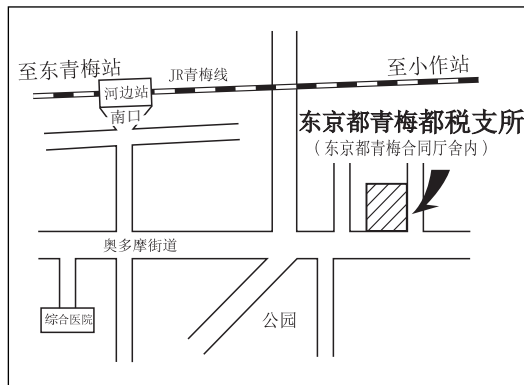 至东青梅站
JR青梅线
至小作站
河边站
南口
东京都青梅都税支所
（东京都青梅合同厅舍内）
奥多摩街道
综合医院
公园